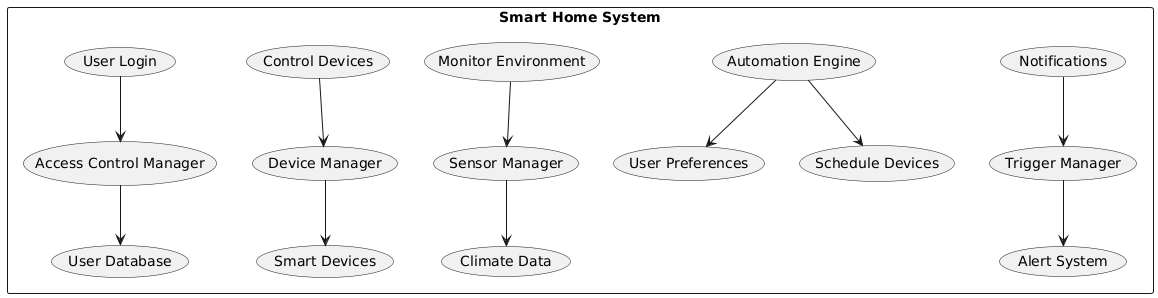 Smart Home System
User Login
Control Devices
Monitor Environment
Automation Engine
Notifications
Access Control Manager
Device Manager
Sensor Manager
User Preferences
Schedule Devices
Trigger Manager
User Database
Smart Devices
Climate Data
Alert System